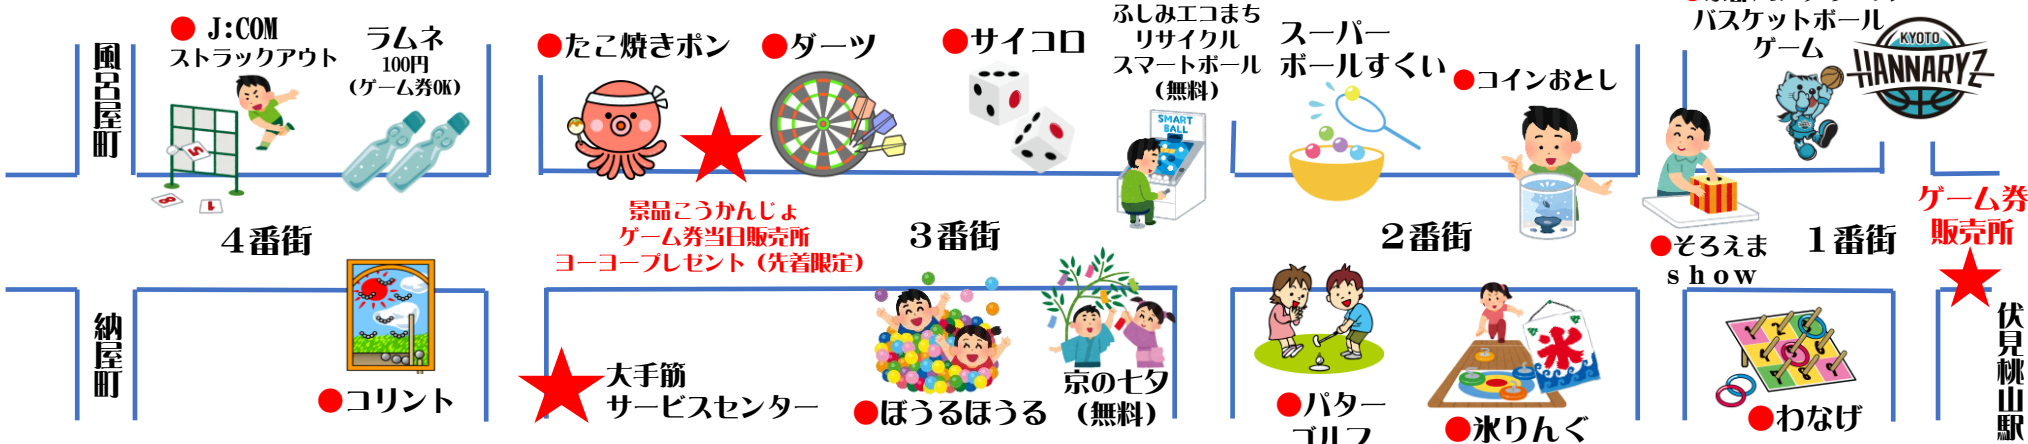 風呂屋町
● J:COM
ストラックアウト
ラムネ
100円
(ゲーム券OK)
●たこ焼きポン
●ダーツ
●サイコロ
ふしみエコまち
リサイクル
スマートボール
(無料)
SMART
BALL
スーパー
ボールすくい
●コインおとし
バスケットボール
ゲーム
KYOTO
HANNARYZ
ゲーム券
販売所
4番街
景品こうかんじょ
ゲーム券当日販売所
ヨーヨープレゼント(先着限定)
3番街
2番街
●そろえま
show
1番街
納屋町
●コリント
大手筋
サービスセンター
●ぼうるほうる
京の七夕
(無料)
●パター
ゴルフ
氷
●氷りんぐ
●わなげ
伏見桃山駅